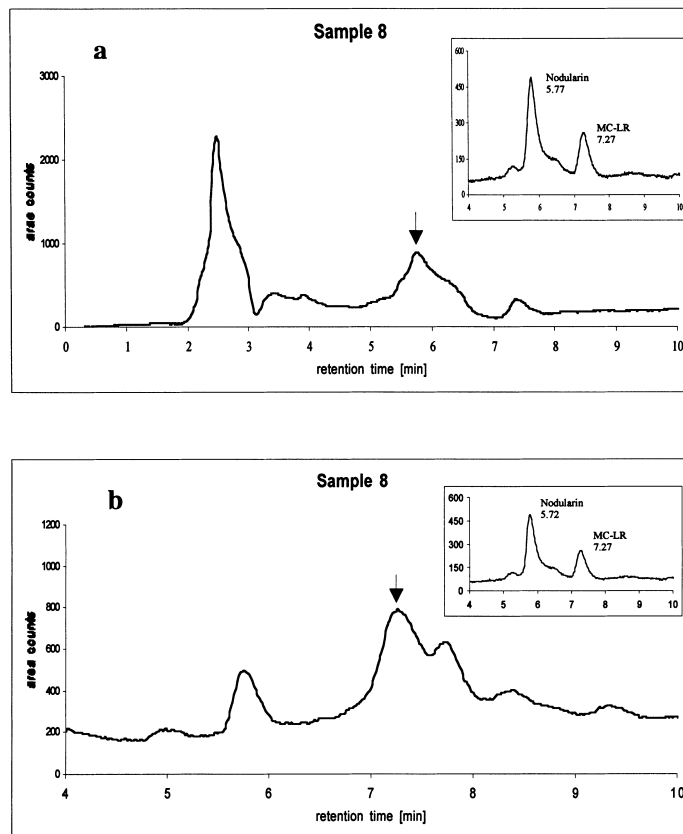 Sample 8
a
3000
2000
1000
0
area counts
0 1 2 3 4 5 6 7 8 9 10
retention time [min]
600
450
300
150
0
4 5 6 7 8 9 10
Nodularin
5.77
MC-LR
7.27
Sample 8
b
1200
1000
800
600
400
200
0
area counts
4 5 6 7 8 9 10
retention time [min]
600
450
300
150
0
4 5 6 7 8 9 10
Nodularin
5.72
MC-LR
7.27